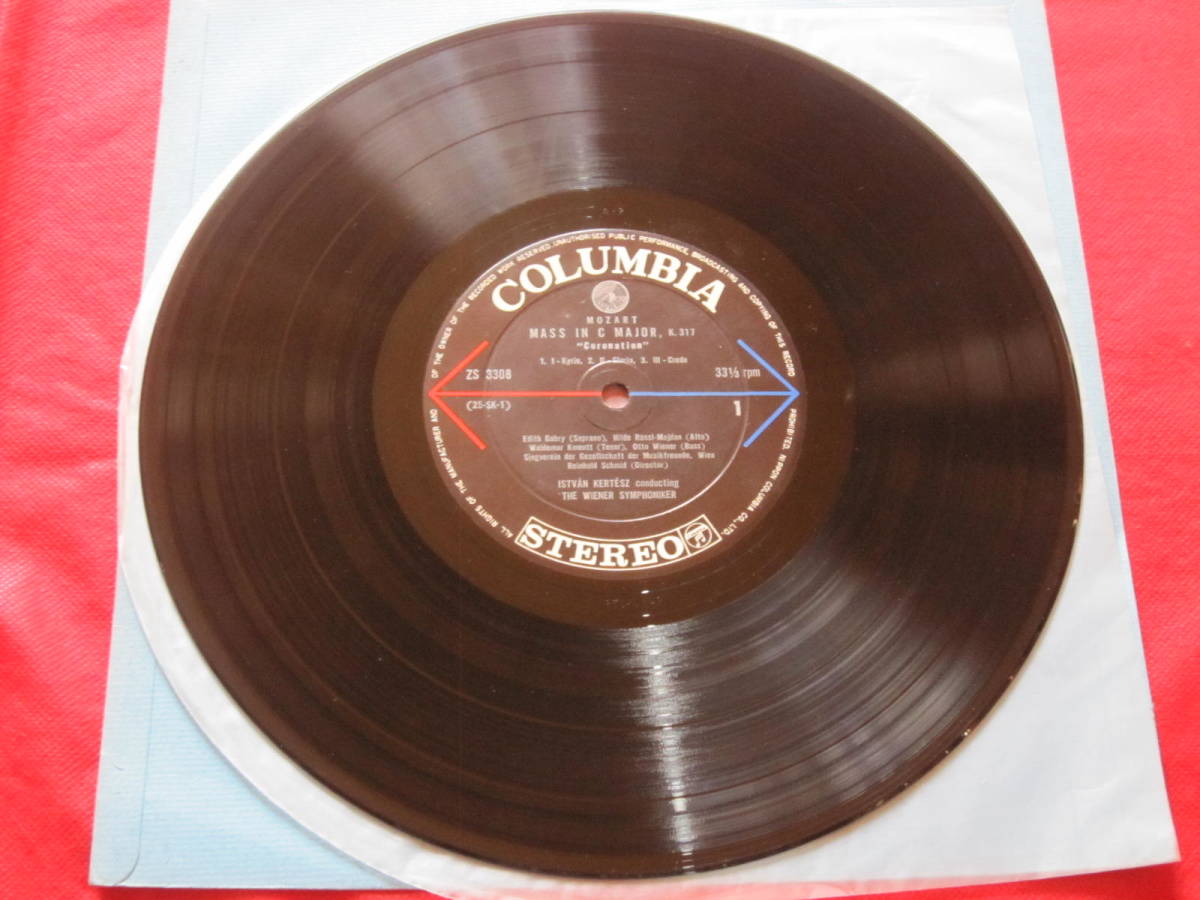 ALL RIGHTS OF THE MANUFACTURER AND OF THE OWNER OF THE RECORDED WORK RESERVED. UNAUTHORISED PUBLIC PERFORMANCE, BROADCASTING AND COPYING OF THIS RECORD PROHIBITED. NIPPON COLUMBIA CO., LTD.
COLUMBIA
MOZART
MASS IN C MAJOR, K. 317
"Coronation"
1. I-Kyrie, 2. II-Gloria, 3. III-Credo
ZS 3308 33⅓ rpm
(25-SK-1) 1
Edith Gabry (Soprano), Hilde Rössl-Majdan (Alto)
Waldemar Kmentt (Tenor), Otto Wiener (Bass)
Singverein der Gesellschaft der Musikfreunde, Wien
Reinhold Schmid (Director)
ISTVÁN KERTÉSZ conducting
THE WIENER SYMPHONIKER
STEREO